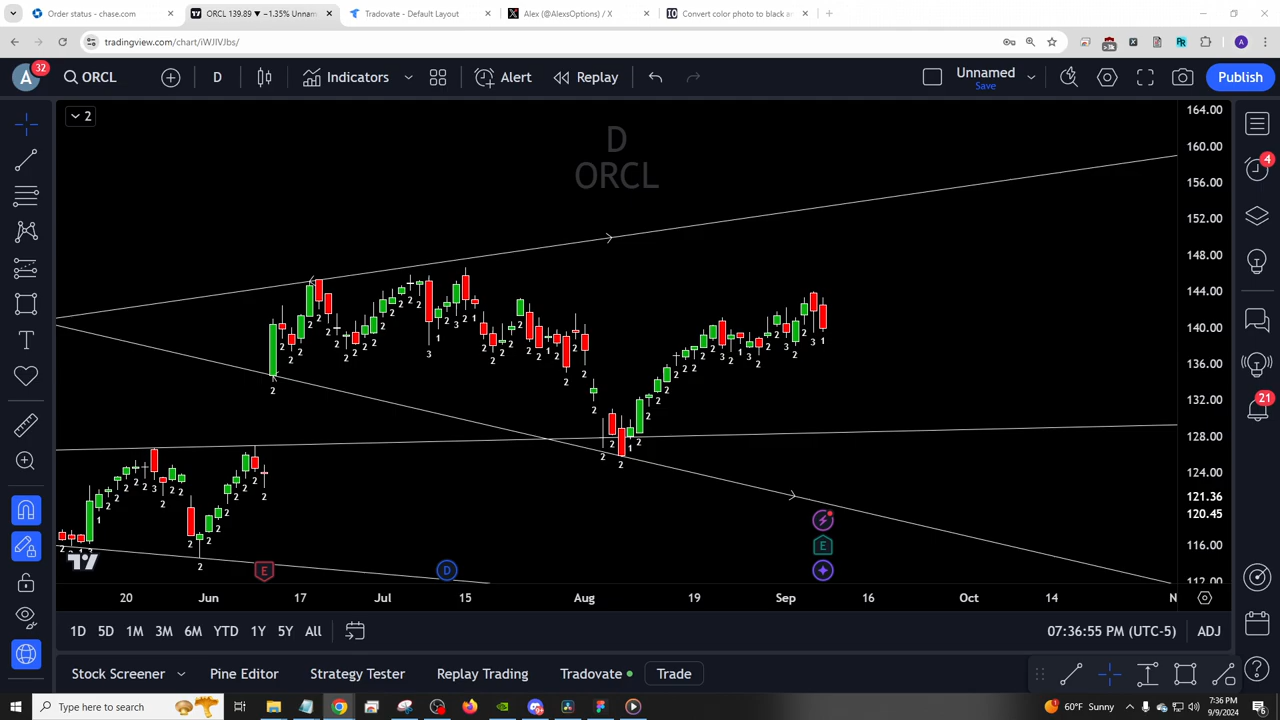 Order status - chase.com
ORCL 139.89 ▼ −1.35% Unnam
Tradovate - Default Layout
Alex (@AlexsOptions) / X
Convert color photo to black an
tradingview.com/chart/iWJIVJbs/
A
32
ORCL
D
Indicators
Alert
Replay
Unnamed
Save
Publish
2
D
ORCL
164.00
160.00
156.00
152.00
148.00
144.00
140.00
136.00
132.00
128.00
124.00
121.36
120.45
116.00
112.00
4
21
E
D
E
20
Jun
17
Jul
15
Aug
19
Sep
16
Oct
14
N
1D
5D
1M
3M
6M
YTD
1Y
5Y
All
07:36:55 PM (UTC-5)
ADJ
Stock Screener
Pine Editor
Strategy Tester
Replay Trading
Tradovate
Trade
Type here to search
60°F Sunny
7:36 PM
9/9/2024